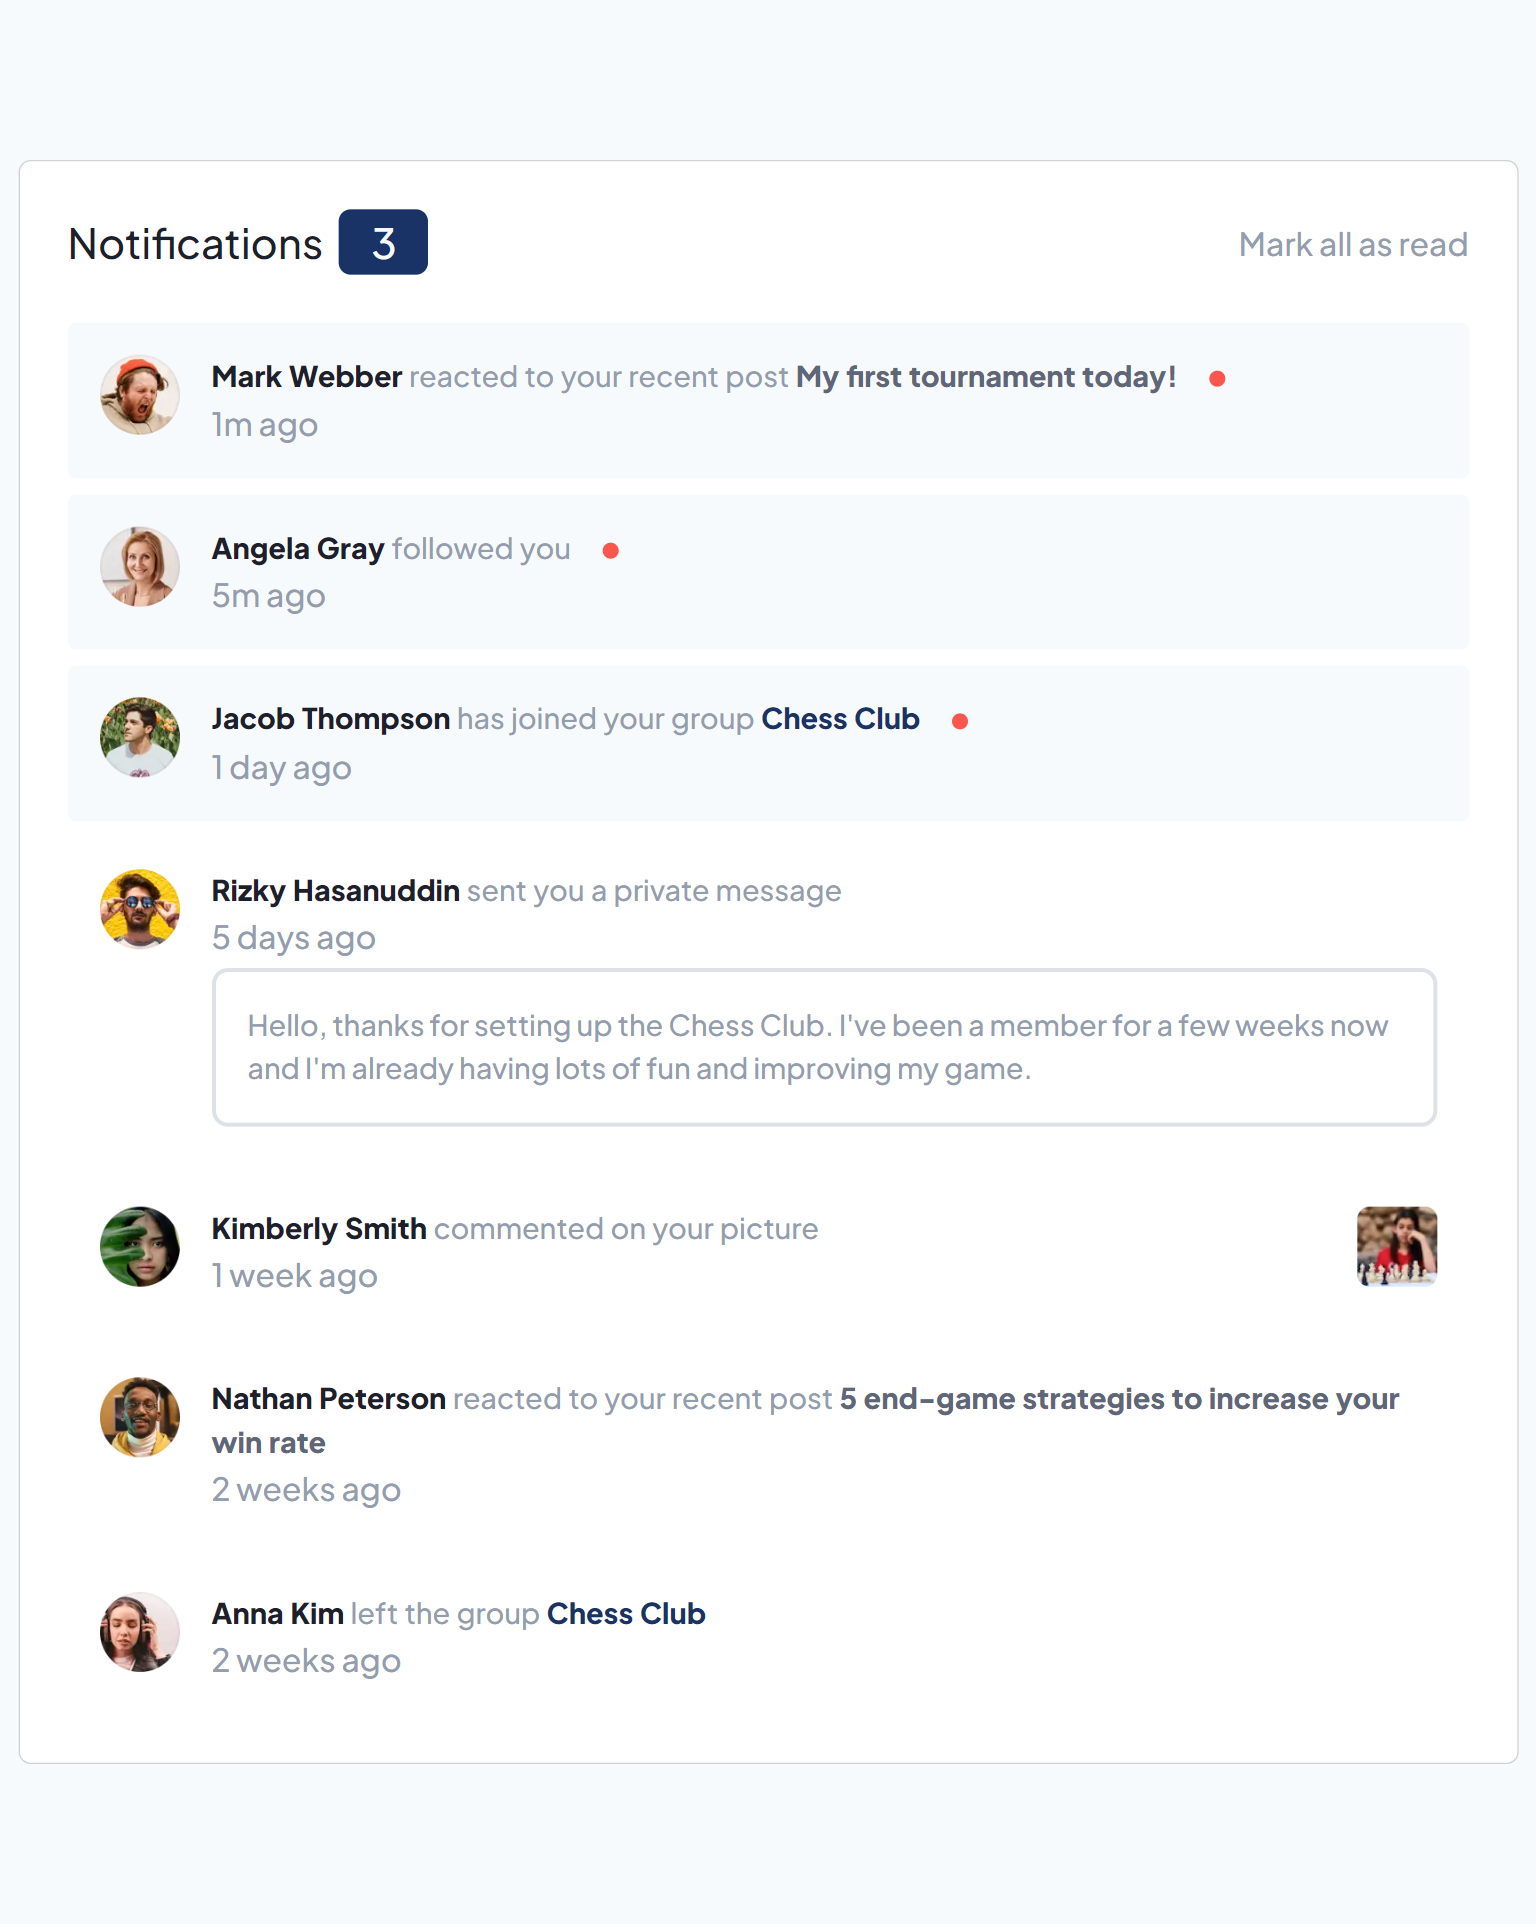 Notifications 3
Mark all as read
Mark Webber reacted to your recent post My first tournament today!
1m ago
Angela Gray followed you
5m ago
Jacob Thompson has joined your group Chess Club
1 day ago
Rizky Hasanuddin sent you a private message
5 days ago
Hello, thanks for setting up the Chess Club. I've been a member for a few weeks now
and I'm already having lots of fun and improving my game.
Kimberly Smith commented on your picture
1 week ago
Nathan Peterson reacted to your recent post 5 end-game strategies to increase your
win rate
2 weeks ago
Anna Kim left the group Chess Club
2 weeks ago